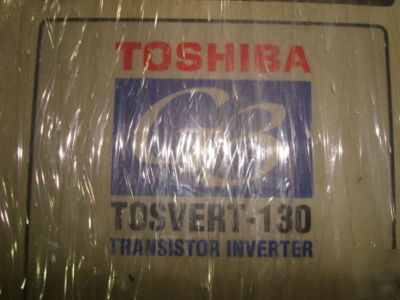 TOSHIBA
G3
TOSVERT-130
TRANSISTOR INVERTER